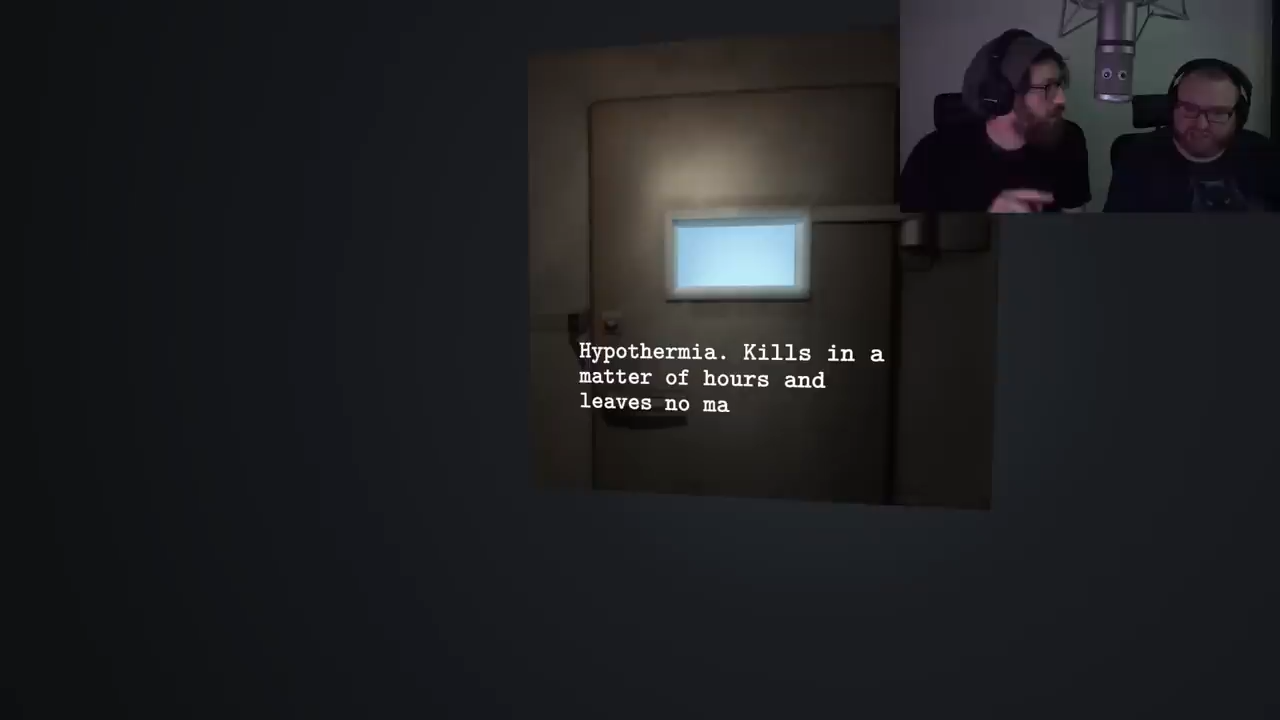 Hypothermia. Kills in a
matter of hours and
leaves no ma